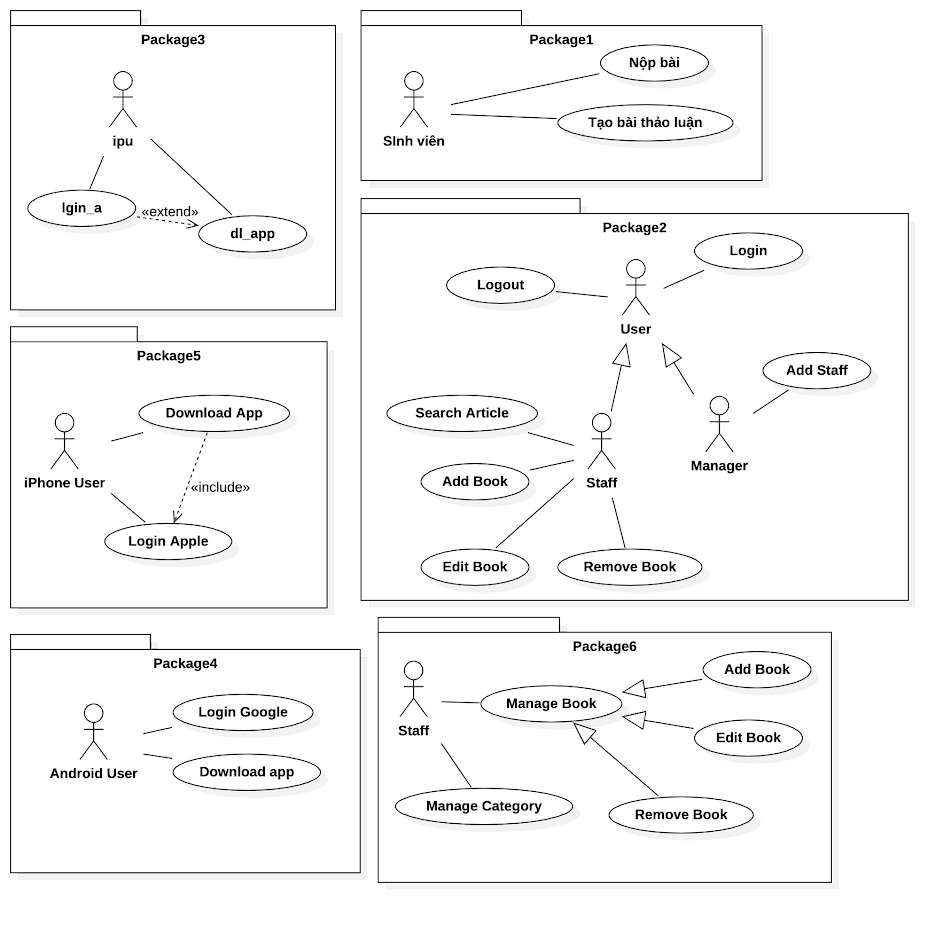 Package3
ipu
lgin_a
«extend»
dl_app
Package1
SInh viên
Nộp bài
Tạo bài thảo luận
Package2
Login
Logout
User
Add Staff
Search Article
Manager
Staff
Add Book
Edit Book
Remove Book
Package5
Download App
iPhone User
«include»
Login Apple
Package4
Login Google
Android User
Download app
Package6
Add Book
Manage Book
Staff
Edit Book
Manage Category
Remove Book